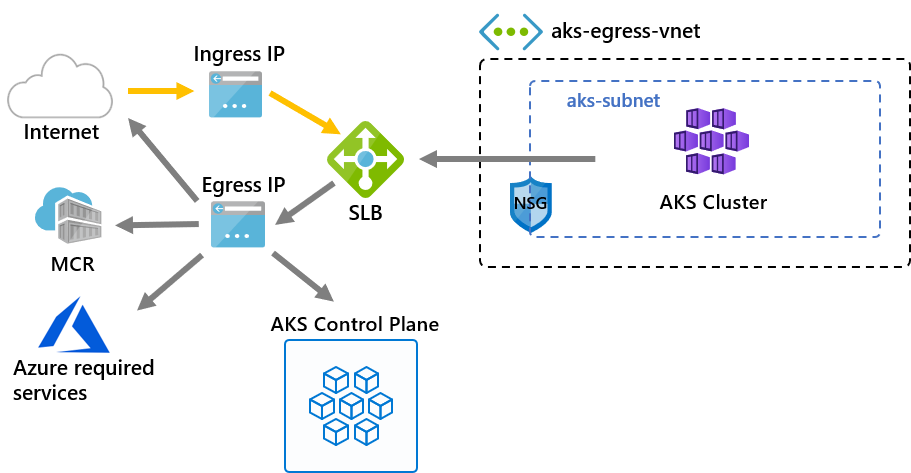 aks-egress-vnet
Ingress IP
aks-subnet
Internet
Egress IP
NSG
AKS Cluster
SLB
MCR
AKS Control Plane
Azure required
services